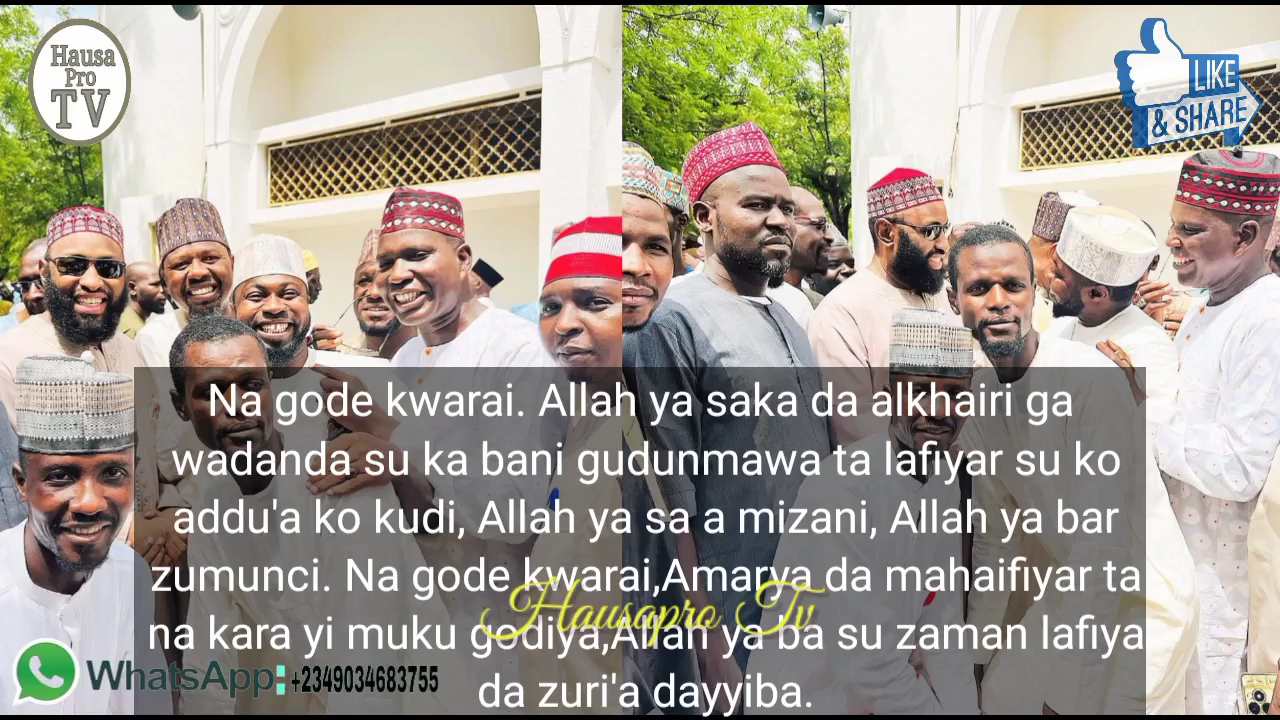 Hausa
Pro
TV
LIKE
& SHARE
Na gode kwarai. Allah ya saka da alkhairi ga
wadanda su ka bani gudunmawa ta lafiyar su ko
addu'a ko kudi, Allah ya sa a mizani, Allah ya bar
zumunci. Na gode kwarai,Amarya da mahaifiyar ta
na kara yi muku godiya,Allah ya ba su zaman lafiya
da zuri'a dayyiba.
Hausapro Tv
WhatsApp: +2349034683755